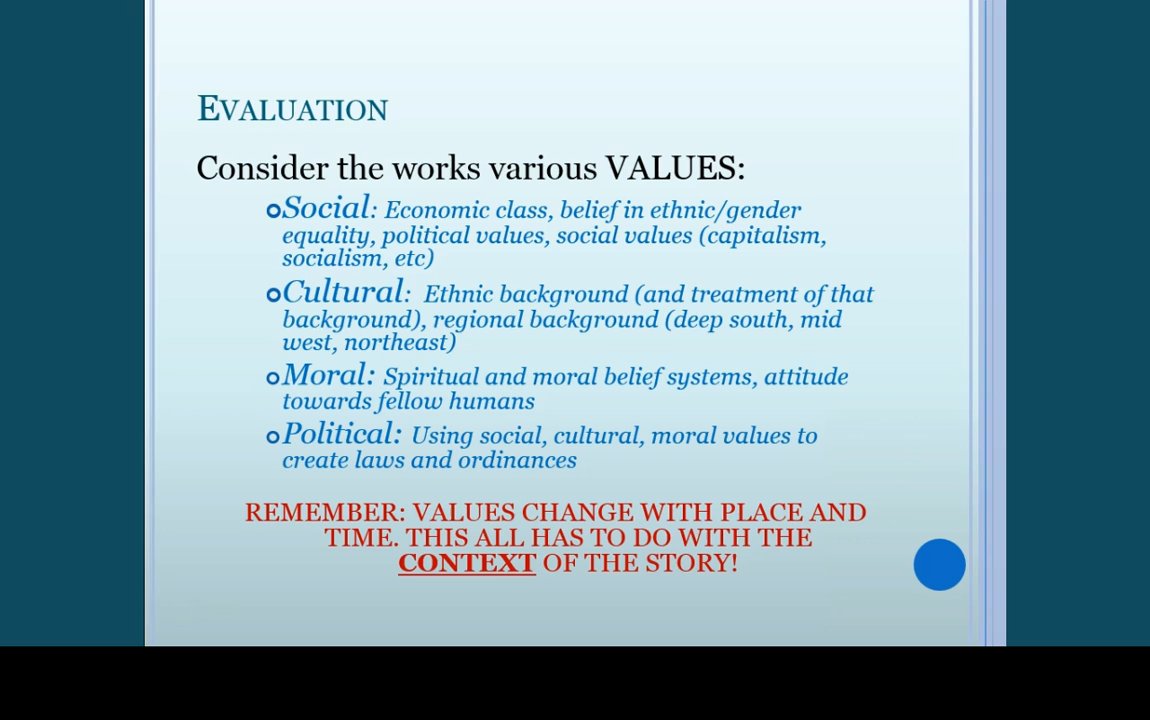 EVALUATION
Consider the works various VALUES:
Social: Economic class, belief in ethnic/gender
equality, political values, social values (capitalism,
socialism, etc)
Cultural: Ethnic background (and treatment of that
background), regional background (deep south, mid
west, northeast)
Moral: Spiritual and moral belief systems, attitude
towards fellow humans
Political: Using social, cultural, moral values to
create laws and ordinances
REMEMBER: VALUES CHANGE WITH PLACE AND
TIME. THIS ALL HAS TO DO WITH THE
CONTEXT OF THE STORY!